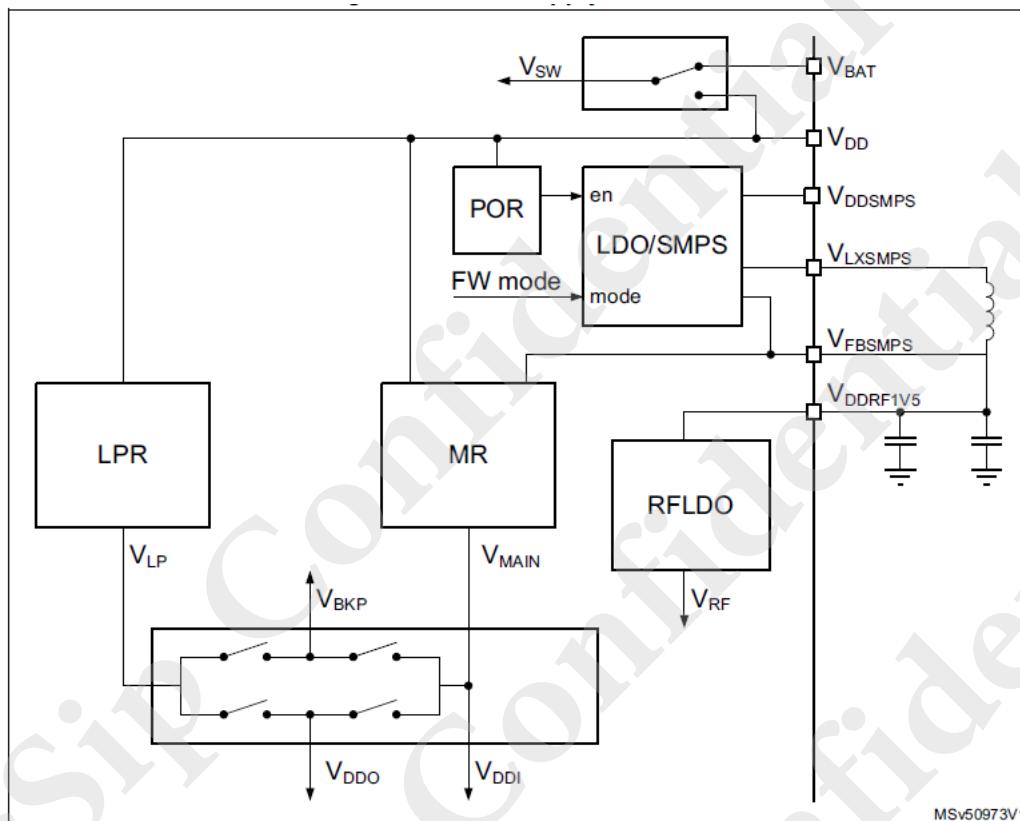 VSW
VBAT
VDD
POR
en
LDO/SMPS
VDDSMPS
VLXSMPS
FW mode
mode
VFBSMPS
VDDRF1V5
LPR
MR
RFLDO
VLP
VMAIN
VBKP
VRF
VDDO
VDDI
Sip Confidential
Confidential
MSv50973V